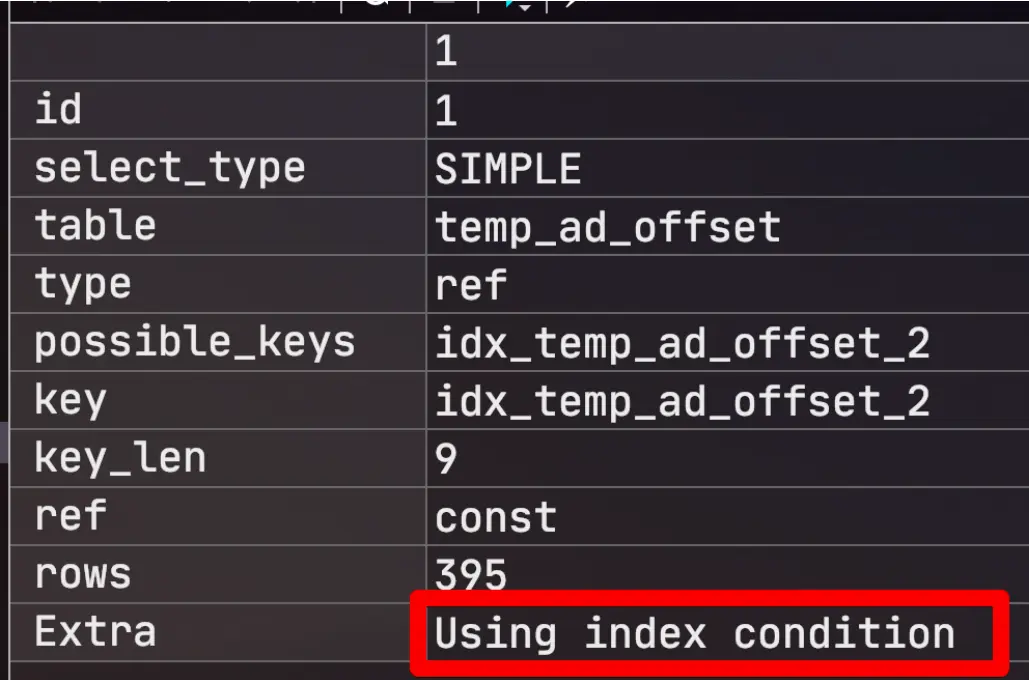 1
id 1
select_type SIMPLE
table temp_ad_offset
type ref
possible_keys idx_temp_ad_offset_2
key idx_temp_ad_offset_2
key_len 9
ref const
rows 395
Extra Using index condition